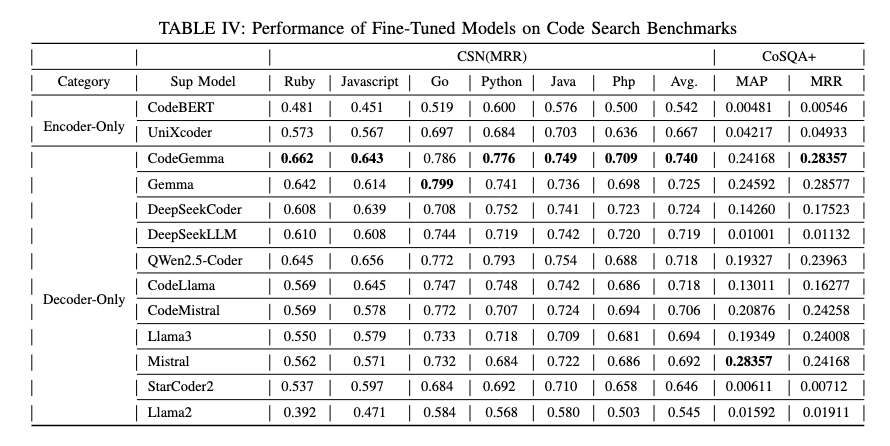 TABLE IV: Performance of Fine-Tuned Models on Code Search Benchmarks
CSN(MRR) CoSQA+
Category Sup Model Ruby Javascript Go Python Java Php Avg. MAP MRR
Encoder-Only
CodeBERT 0.481 0.451 0.519 0.600 0.576 0.500 0.542 0.00481 0.00546
UniXcoder 0.573 0.567 0.697 0.684 0.703 0.636 0.667 0.04217 0.04933
Decoder-Only
CodeGemma 0.662 0.643 0.786 0.776 0.749 0.709 0.740 0.24168 0.28357
Gemma 0.642 0.614 0.799 0.741 0.736 0.698 0.725 0.24592 0.28577
DeepSeekCoder 0.608 0.639 0.708 0.752 0.741 0.723 0.724 0.14260 0.17523
DeepSeekLLM 0.610 0.608 0.744 0.719 0.742 0.720 0.719 0.01001 0.01132
QWen2.5-Coder 0.645 0.656 0.772 0.793 0.754 0.688 0.718 0.19327 0.23963
CodeLlama 0.569 0.645 0.747 0.748 0.742 0.686 0.718 0.13011 0.16277
CodeMistral 0.569 0.578 0.772 0.707 0.724 0.694 0.706 0.20876 0.24258
Llama3 0.550 0.579 0.733 0.718 0.709 0.681 0.694 0.19349 0.24008
Mistral 0.562 0.571 0.732 0.684 0.722 0.686 0.692 0.28357 0.24168
StarCoder2 0.537 0.597 0.684 0.692 0.710 0.658 0.646 0.00611 0.00712
Llama2 0.392 0.471 0.584 0.568 0.580 0.503 0.545 0.01592 0.01911